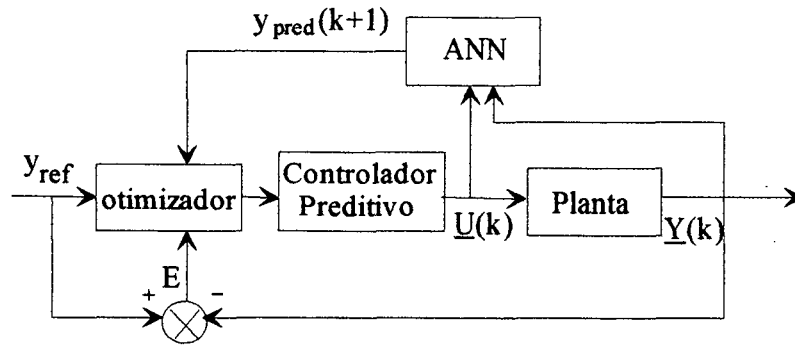 y_pred(k+1)
ANN
y_ref
otimizador
Controlador
Preditivo
U(k)
Planta
Y(k)
E
+
−